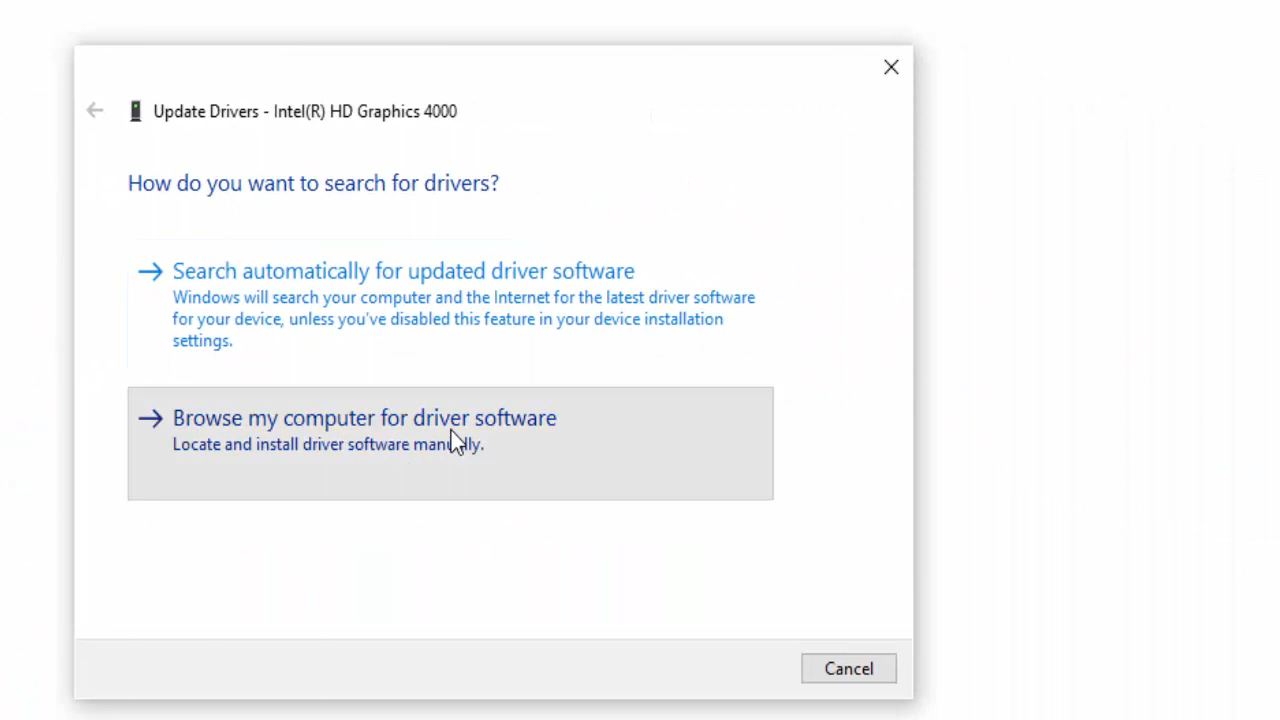 Update Drivers - Intel(R) HD Graphics 4000
How do you want to search for drivers?
Search automatically for updated driver software
Windows will search your computer and the Internet for the latest driver software
for your device, unless you've disabled this feature in your device installation
settings.
Browse my computer for driver software
Locate and install driver software manually.
Cancel